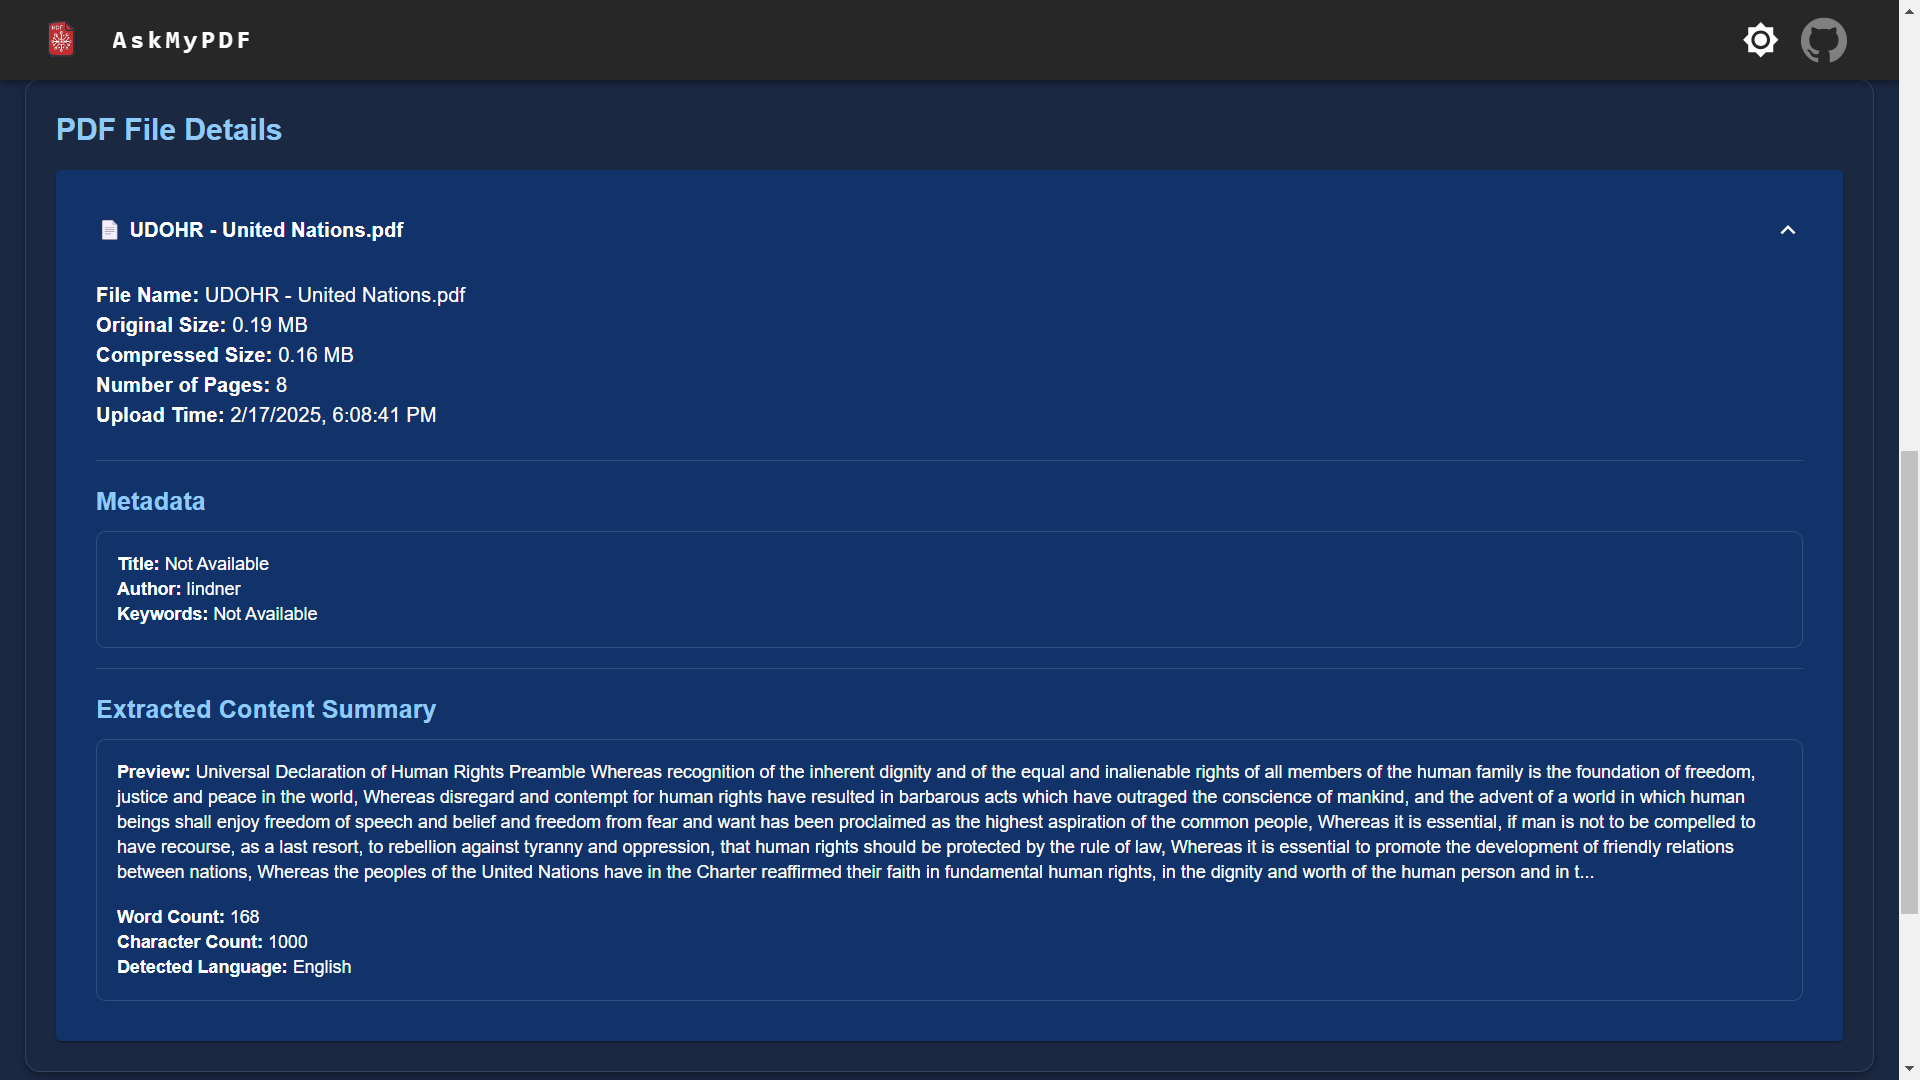 AskMyPDF
PDF File Details
UDOHR - United Nations.pdf
File Name: UDOHR - United Nations.pdf
Original Size: 0.19 MB
Compressed Size: 0.16 MB
Number of Pages: 8
Upload Time: 2/17/2025, 6:08:41 PM
Metadata
Title: Not Available
Author: lindner
Keywords: Not Available
Extracted Content Summary
Preview: Universal Declaration of Human Rights Preamble Whereas recognition of the inherent dignity and of the equal and inalienable rights of all members of the human family is the foundation of freedom,
justice and peace in the world, Whereas disregard and contempt for human rights have resulted in barbarous acts which have outraged the conscience of mankind, and the advent of a world in which human
beings shall enjoy freedom of speech and belief and freedom from fear and want has been proclaimed as the highest aspiration of the common people, Whereas it is essential, if man is not to be compelled to
have recourse, as a last resort, to rebellion against tyranny and oppression, that human rights should be protected by the rule of law, Whereas it is essential to promote the development of friendly relations
between nations, Whereas the peoples of the United Nations have in the Charter reaffirmed their faith in fundamental human rights, in the dignity and worth of the human person and in t...
Word Count: 168
Character Count: 1000
Detected Language: English